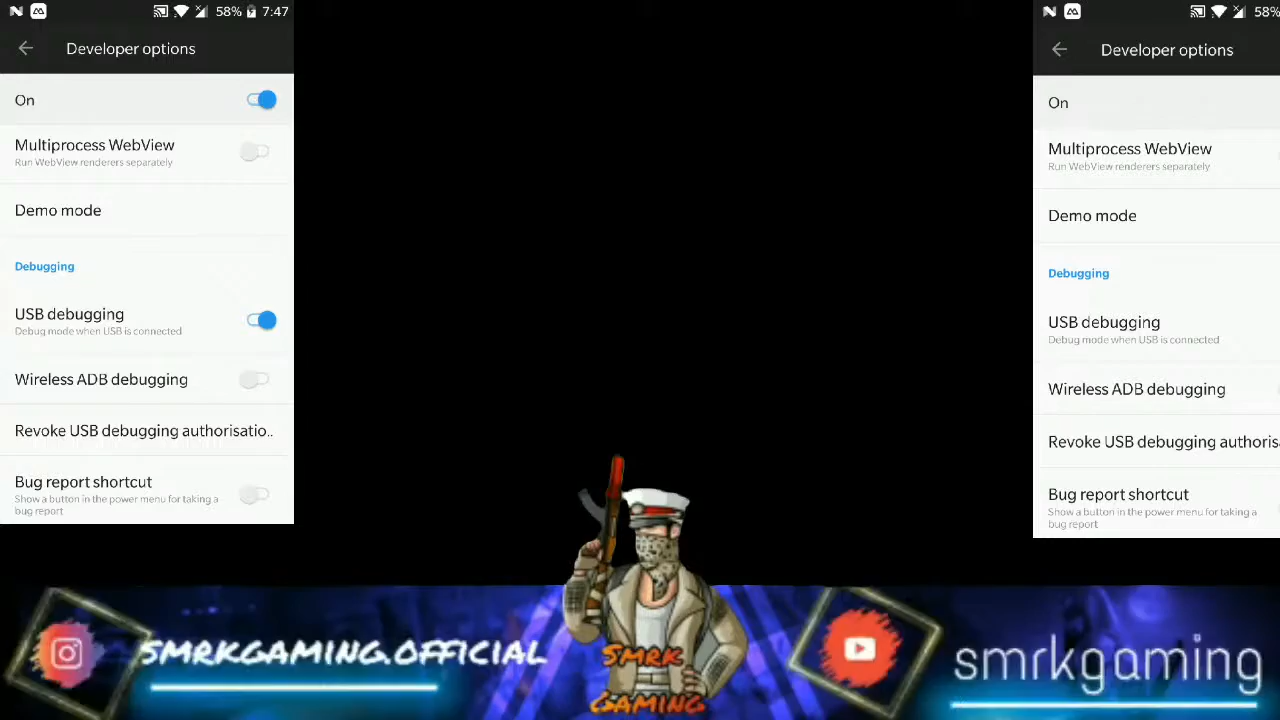 58% 7:47
Developer options
On
Multiprocess WebView
Run WebView renderers separately
Demo mode
Debugging
USB debugging
Debug mode when USB is connected
Wireless ADB debugging
Revoke USB debugging authorisatio..
Bug report shortcut
Show a button in the power menu for taking a
bug report
58%
Developer options
On
Multiprocess WebView
Run WebView renderers separately
Demo mode
Debugging
USB debugging
Debug mode when USB is connected
Wireless ADB debugging
Revoke USB debugging authoris
Bug report shortcut
Show a button in the power menu for taking a
bug report
SMRKGAMING.OFFICIAL
SMRK
GAMING
smrkgaming